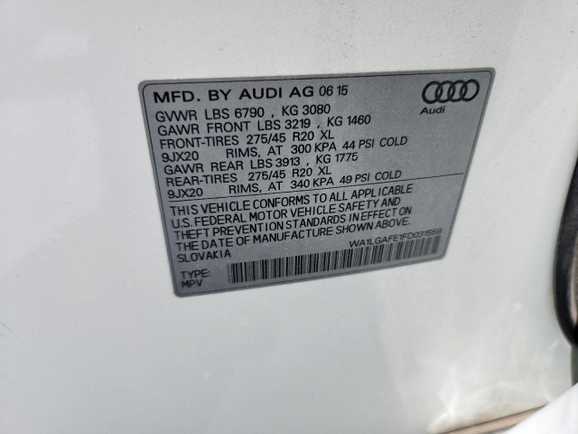 MFD. BY AUDI AG 06 15
GVWR LBS 6790 , KG 3080
GAWR FRONT LBS 3219 , KG 1460
FRONT-TIRES 275/45 R20 XL
9JX20 RIMS, AT 300 KPA 44 PSI COLD
GAWR REAR LBS 3913 , KG 1775
REAR-TIRES 275/45 R20 XL
9JX20 RIMS, AT 340 KPA 49 PSI COLD
Audi
THIS VEHICLE CONFORMS TO ALL APPLICABLE
U.S. FEDERAL MOTOR VEHICLE SAFETY AND
THEFT PREVENTION STANDARDS IN EFFECT ON
THE DATE OF MANUFACTURE SHOWN ABOVE.
SLOVAKIA
TYPE:
MPV